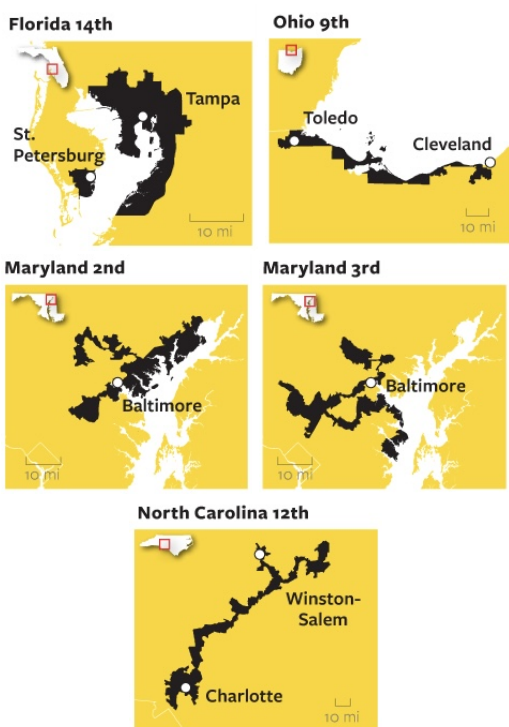 Florida 14th
Tampa
St.
Petersburg
10 mi
Ohio 9th
Toledo
Cleveland
10 mi
Maryland 2nd
Baltimore
10 mi
Maryland 3rd
Baltimore
10 mi
North Carolina 12th
Winston-
Salem
Charlotte
10 mi